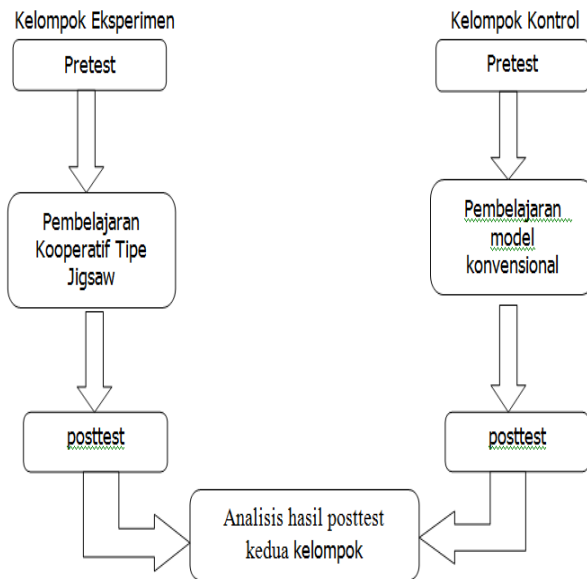 Kelompok Eksperimen
Pretest
Pembelajaran
Kooperatif Tipe
Jigsaw
posttest
Kelompok Kontrol
Pretest
Pembelajaran
model
konvensional
posttest
Analisis hasil posttest
kedua kelompok